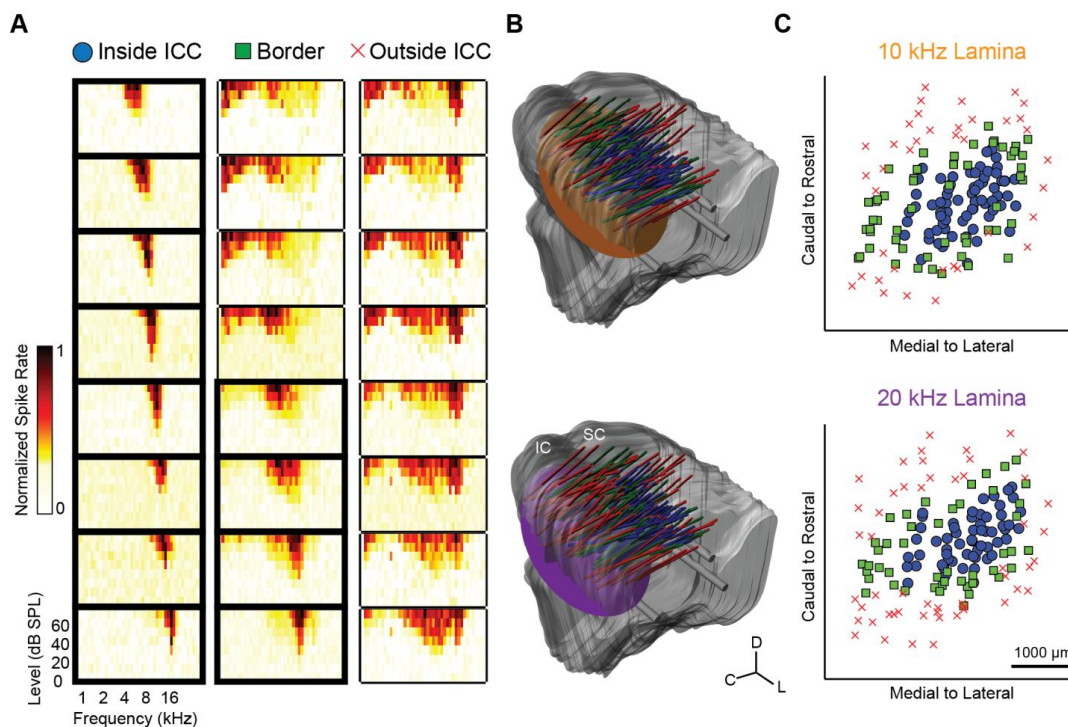 A
B
C
Inside ICC
Border
Outside ICC
10 kHz Lamina
Caudal to Rostral
Medial to Lateral
Normalized Spike Rate
1
0
IC
SC
20 kHz Lamina
Caudal to Rostral
Level (dB SPL)
60
40
20
0
1 2 4 8 16
Frequency (kHz)
D
C
L
1000 µm
Medial to Lateral